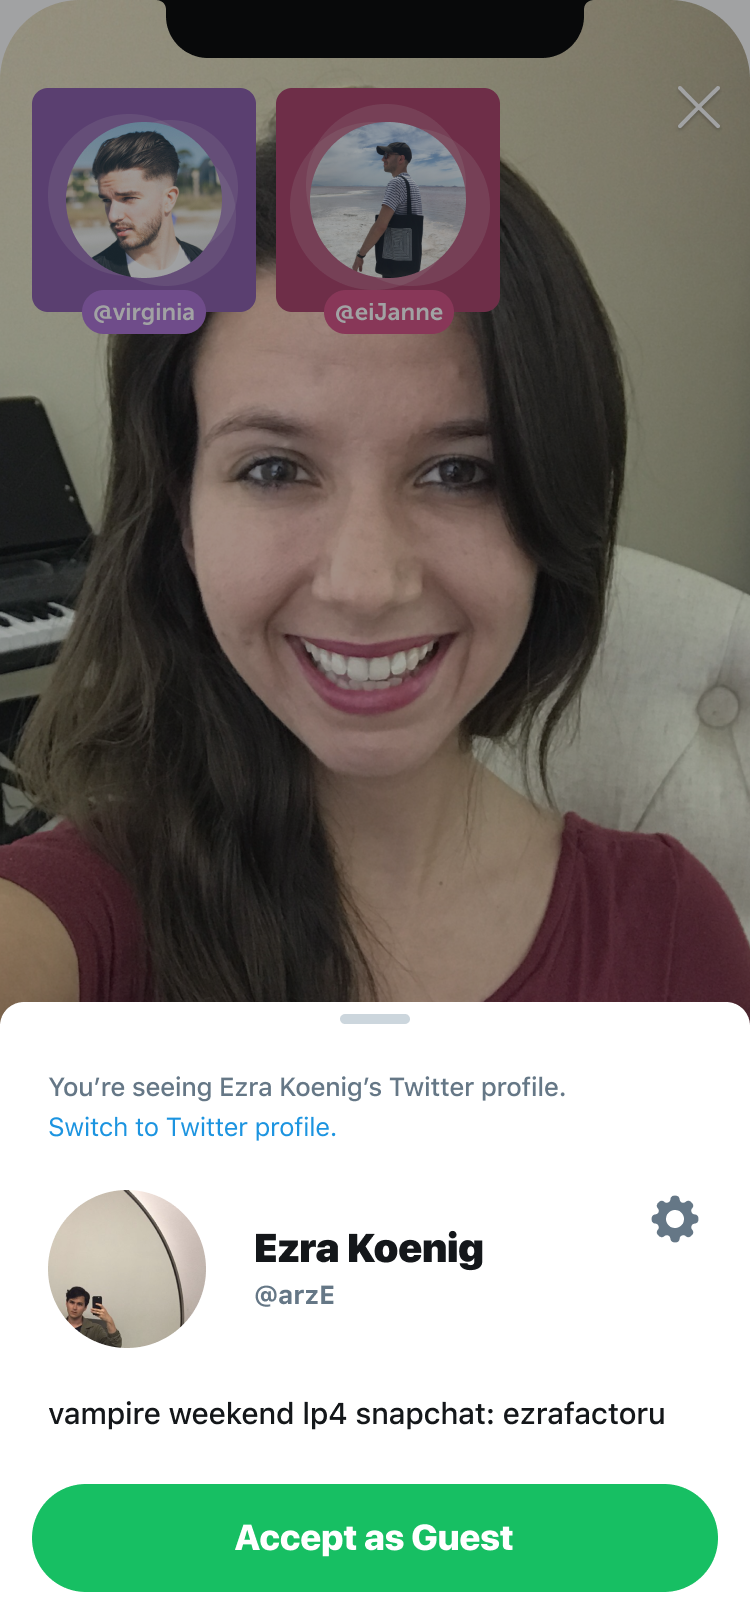 @virginia
@eiJanne
You’re seeing Ezra Koenig’s Twitter profile.
Switch to Twitter profile.
Ezra Koenig
@arzE
vampire weekend lp4 snapchat: ezrafactoru
Accept as Guest